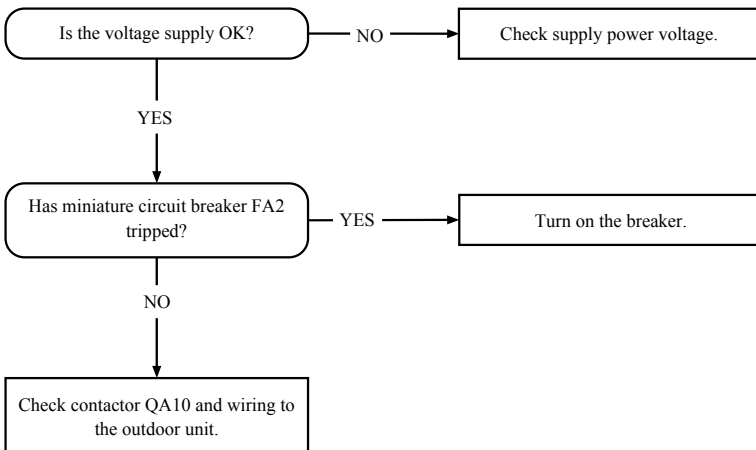 Is the voltage supply OK?
NO
Check supply power voltage.
YES
Has miniature circuit breaker FA2
tripped?
YES
Turn on the breaker.
NO
Check contactor QA10 and wiring to
the outdoor unit.